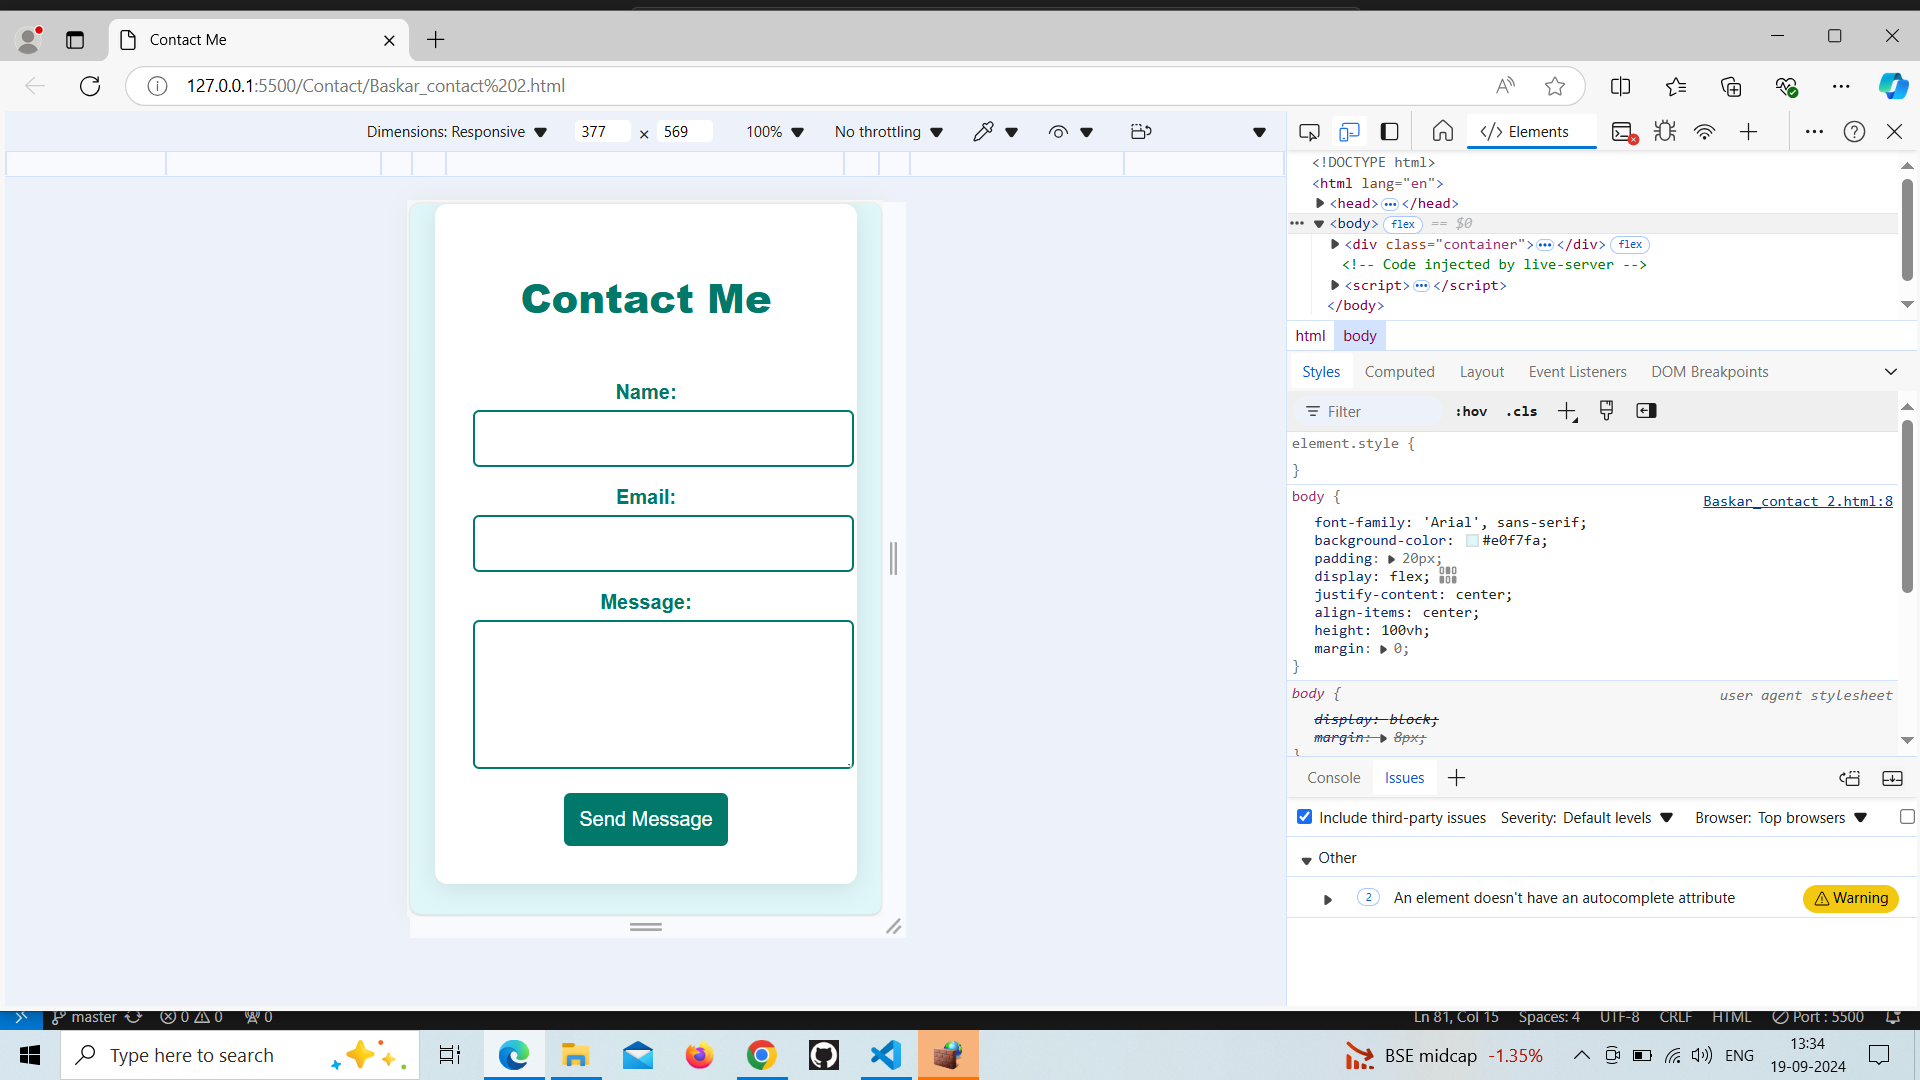 Contact Me
127.0.0.1:5500/Contact/Baskar_contact%202.html
Dimensions: Responsive
377
×
569
100%
No throttling
Elements
<!DOCTYPE html>
<html lang="en">
<head> ••• </head>
••• <body> flex == $0
<div class="container"> ••• </div> flex
<!-- Code injected by live-server -->
<script> ••• </script>
</body>
html body
Styles Computed Layout Event Listeners DOM Breakpoints
Filter :hov .cls
element.style {
}
body {
Baskar_contact 2.html:8
font-family: 'Arial', sans-serif;
background-color: #e0f7fa;
padding: 20px;
display: flex;
justify-content: center;
align-items: center;
height: 100vh;
margin: 0;
}
body {
user agent stylesheet
display: block;
margin: 8px;
}
Console Issues
Include third-party issues Severity: Default levels Browser: Top browsers
Other
2 An element doesn't have an autocomplete attribute Warning
Contact Me
Name:
Email:
Message:
Send Message
master 0 0 0
Ln 81, Col 15 Spaces: 4 UTF-8 CRLF HTML Port : 5500
Type here to search
BSE midcap -1.35%
ENG
13:34
19-09-2024